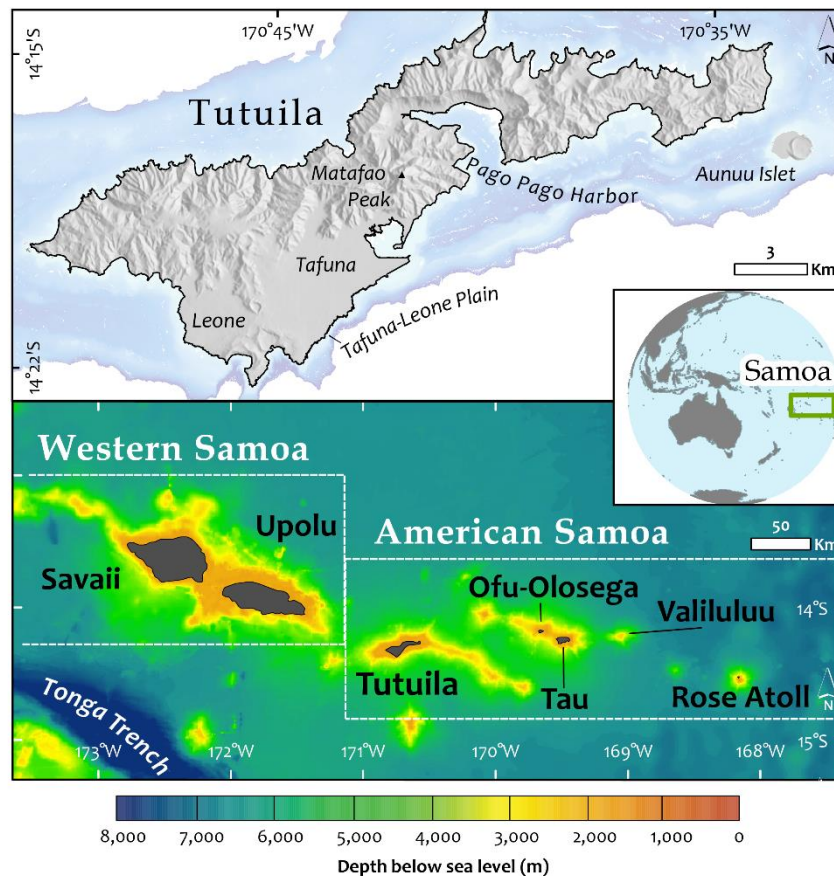 170°45'W
170°35'W
14°15'S
N
Tutuila
Matafao
Peak
Pago Pago Harbor
Aunuu Islet
Tafuna
3
Km
Leone
Tafuna-Leone Plain
14°22'S
Samoa
Western Samoa
Upolu
American Samoa
50
Km
Savaii
Ofu-Olosega
Valiluluu
14°S
Tutuila
Tau
Rose Atoll
N
Tonga Trench
173°W
172°W
171°W
170°W
169°W
168°W
15°S
8,000
7,000
6,000
5,000
4,000
3,000
2,000
1,000
0
Depth below sea level (m)